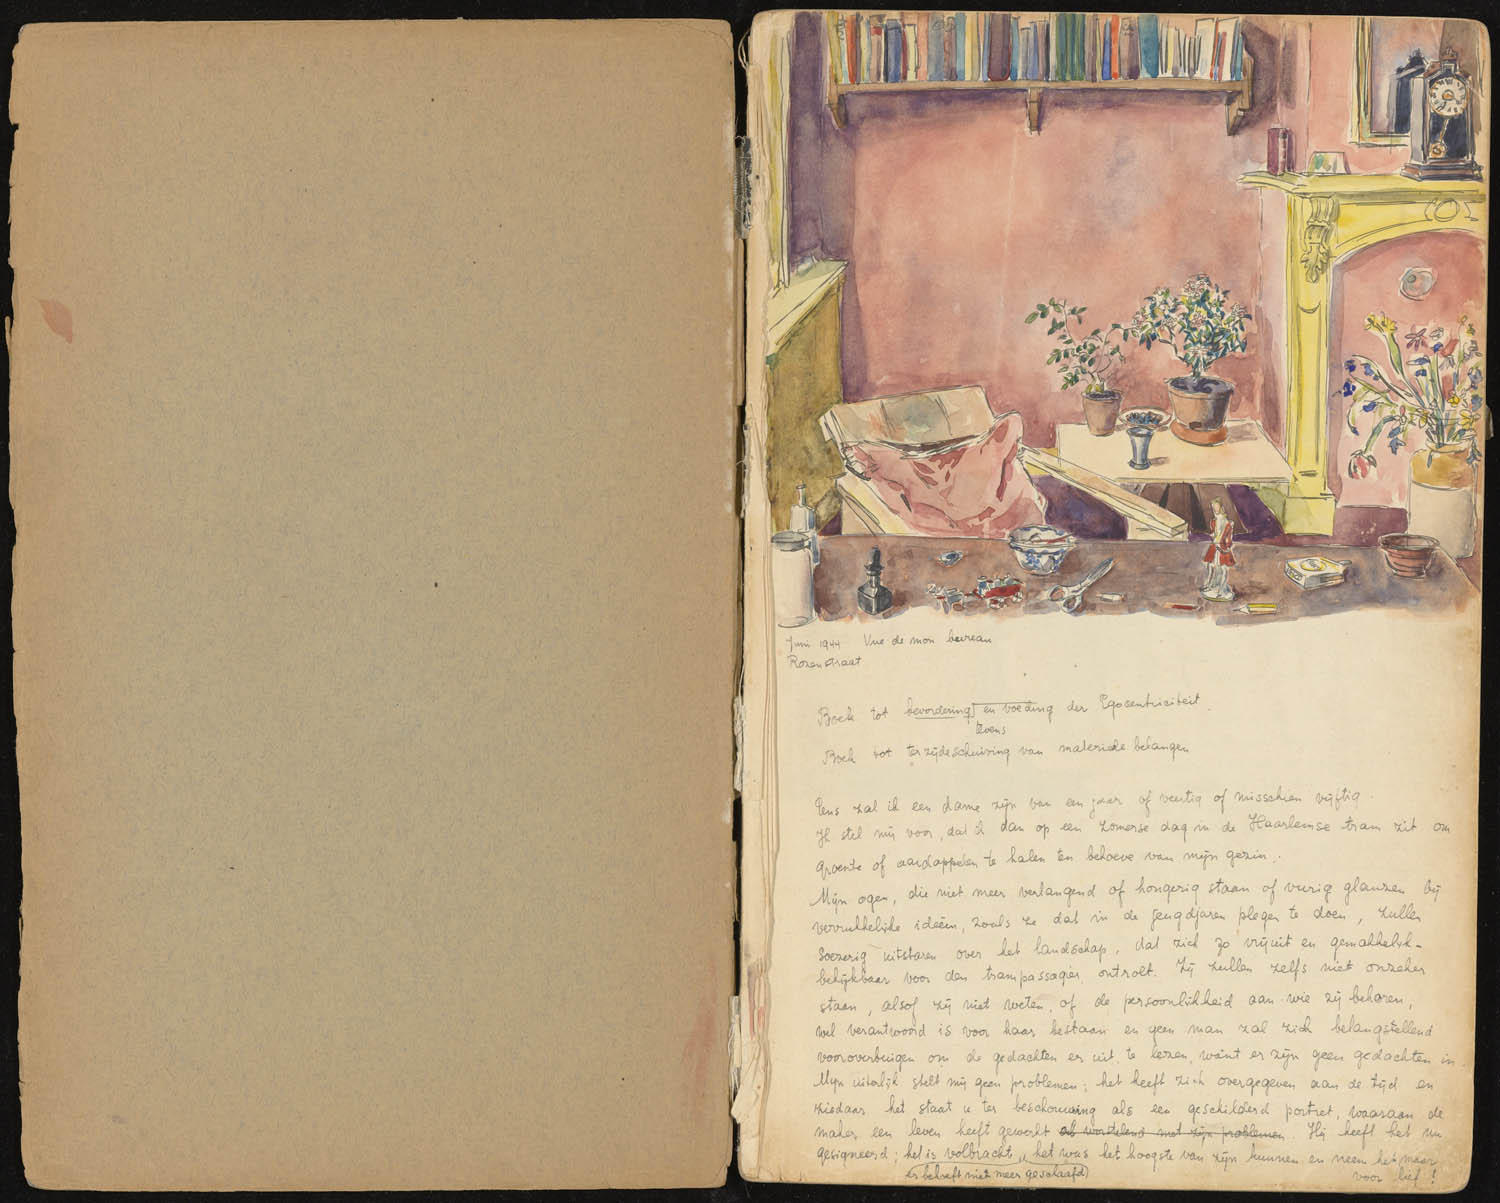 Juni 1944 Vue de mon bureau
Rozenstraat
Boek tot bevordering en voeding der Egocentriciteit.
tevens
Boek tot terzijdeschuiving van materiele belangen
Eens zal ik een dame zijn van een jaar of veertig of misschien vijftig.
Ik stel mij voor, dat ik dan op een zomerse dag in de Haarlemse tram zit om
groente of aardappelen te halen ten behoeve van mijn gezin.
Mijn ogen, die niet meer verlangend of hongerig staan of vurig glanzen bij
verrukkelijke ideeën, zoals ze dat in de jeugdjaren plegen te doen, zullen
soezerig uitstaren over het landschap, dat zich zo vrijuit en gemakkelijk-
bekijkbaar voor den trampassagier ontrolt. Zij zullen zelfs niet onzeker
staan, alsof zij niet weten, of de persoonlijkheid aan wie zij behoren,
wel verantwoord is voor haar bestaan en geen man zal zich belangstellend
vooroverbuigen om de gedachten er uit te lezen, want er zijn geen gedachten in
Mijn uiterlijk stelt mij geen problemen; het heeft zich overgegeven aan de tijd en
ziedaar het staat u ter beschouwing als een geschilderd portret, waaraan de
maker een leven heeft gewerkt als worstelend met zijn problemen. Hij heeft het nu
gesigneerd; het is volbracht, het was het hoogste van zijn kunnen en neem het maar
er behoeft niet meer geschaafd) voor lief!